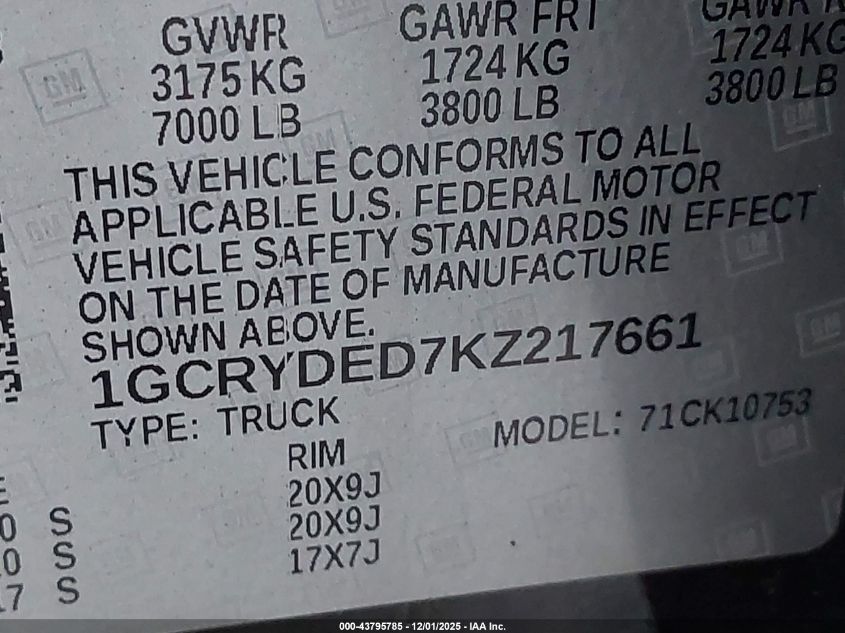 GVWR GAWR FRT GAWR
3175 KG 1724 KG 1724 KG
7000 LB 3800 LB 3800 LB
THIS VEHICLE CONFORMS TO ALL
APPLICABLE U.S. FEDERAL MOTOR
VEHICLE SAFETY STANDARDS IN EFFECT
ON THE DATE OF MANUFACTURE
SHOWN ABOVE.
1GCRYDED7KZ217661
TYPE: TRUCK MODEL: 71CK10753
RIM
S 20X9J
S 20X9J
S 17X7J
GM
000-43795785 - 12/01/2025 - IAA Inc.